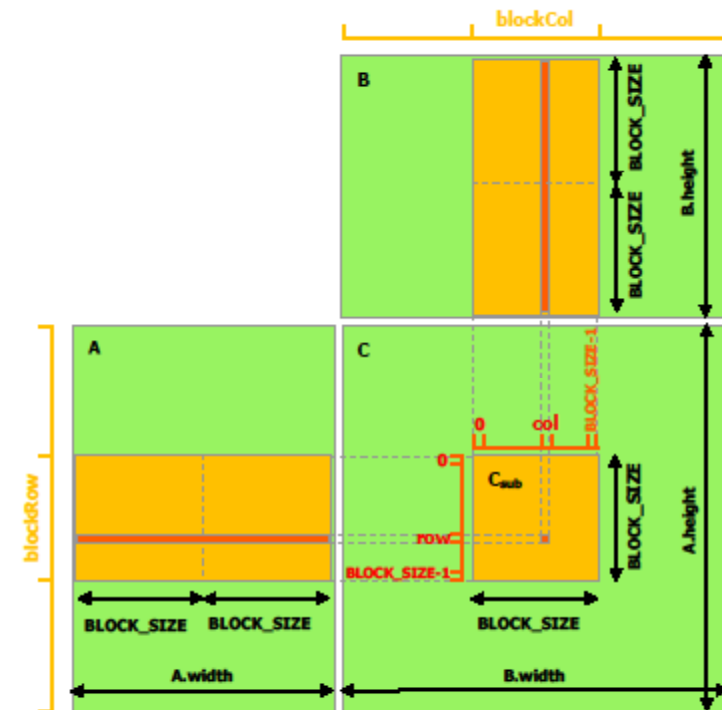 blockCol
B
BLOCK_SIZE
BLOCK_SIZE
B.height
A
C
BLOCK_SIZE-1
0
col
0
Csub
BLOCK_SIZE
A.height
blockRow
row
BLOCK_SIZE-1
BLOCK_SIZE
BLOCK_SIZE
BLOCK_SIZE
A.width
B.width